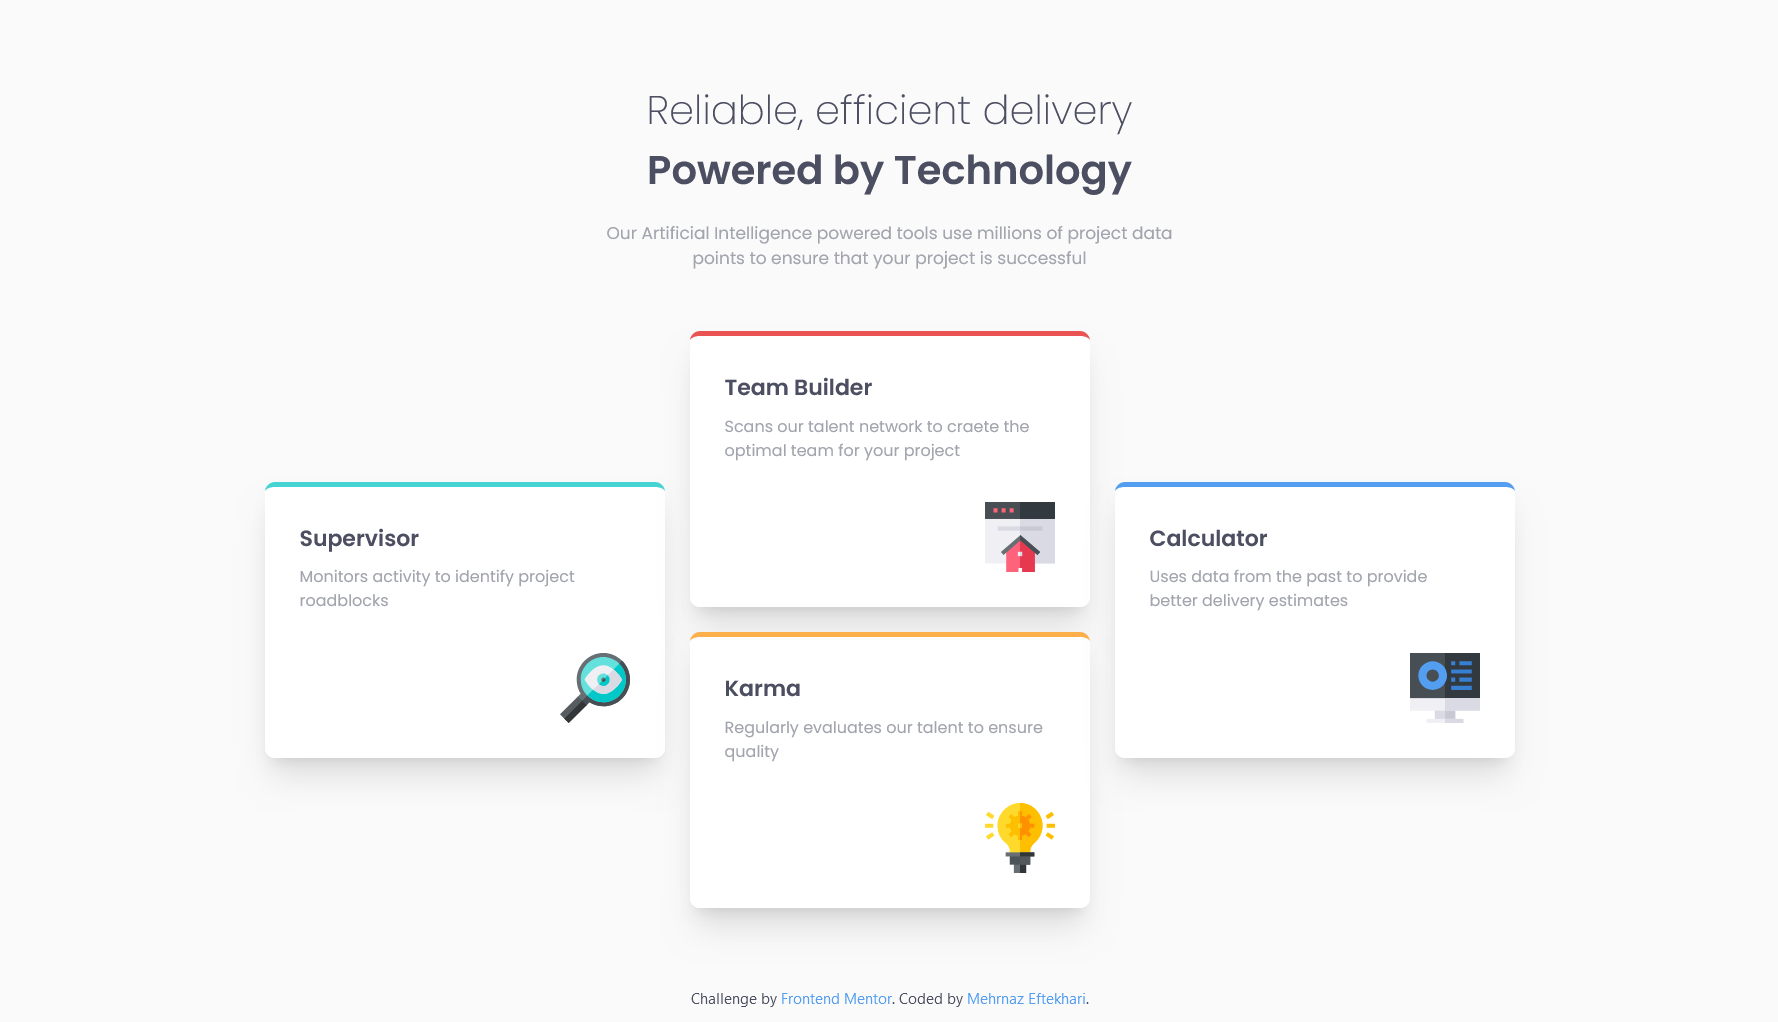 Reliable, efficient delivery
Powered by Technology
Our Artificial Intelligence powered tools use millions of project data
points to ensure that your project is successful
Supervisor
Monitors activity to identify project
roadblocks
Team Builder
Scans our talent network to craete the
optimal team for your project
Karma
Regularly evaluates our talent to ensure
quality
Calculator
Uses data from the past to provide
better delivery estimates
Challenge by Frontend Mentor. Coded by Mehrnaz Eftekhari.